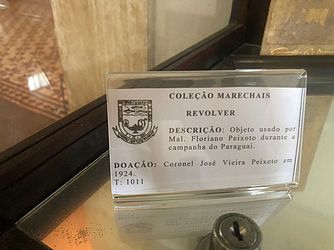 COLEÇÃO MARECHAIS
REVOLVER
DESCRIÇÃO: Objeto usado por
Mal. Floriano Peixoto durante a
campanha do Paraguai.
DOAÇÃO: Coronel José Vieira Peixoto em
1924.
T: 1011